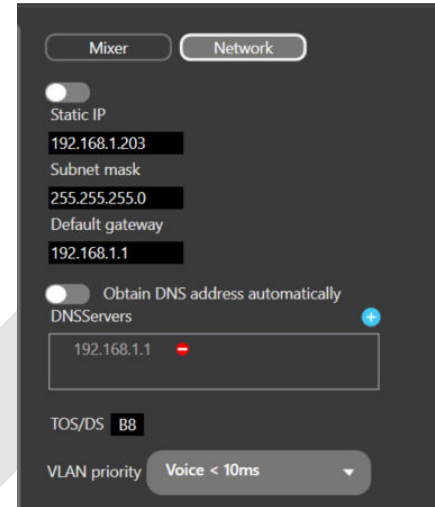 Mixer Network
Static IP
192.168.1.203
Subnet mask
255.255.255.0
Default gateway
192.168.1.1
Obtain DNS address automatically
DNSServers
192.168.1.1
TOS/DS B8
VLAN priority Voice < 10ms